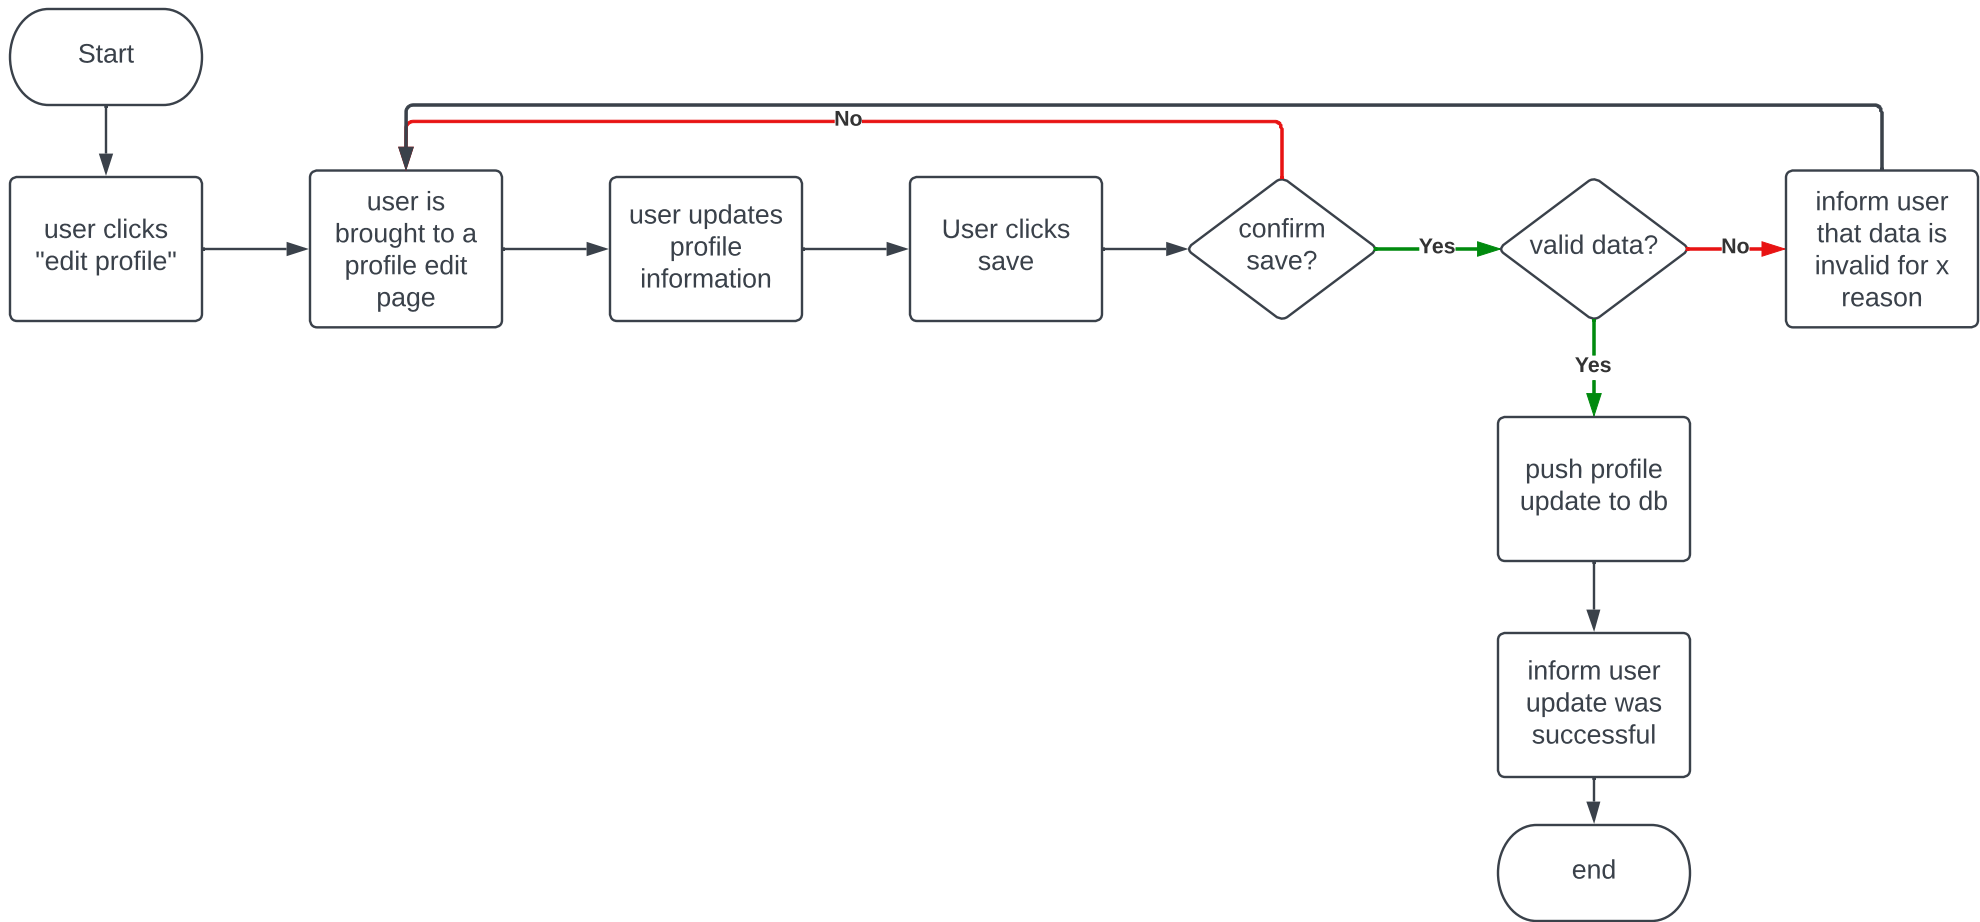 Start
user clicks
"edit profile"
user is
brought to a
profile edit
page
user updates
profile
information
User clicks
save
confirm
save?
No
Yes
valid data?
No
inform user
that data is
invalid for x
reason
Yes
push profile
update to db
inform user
update was
successful
end